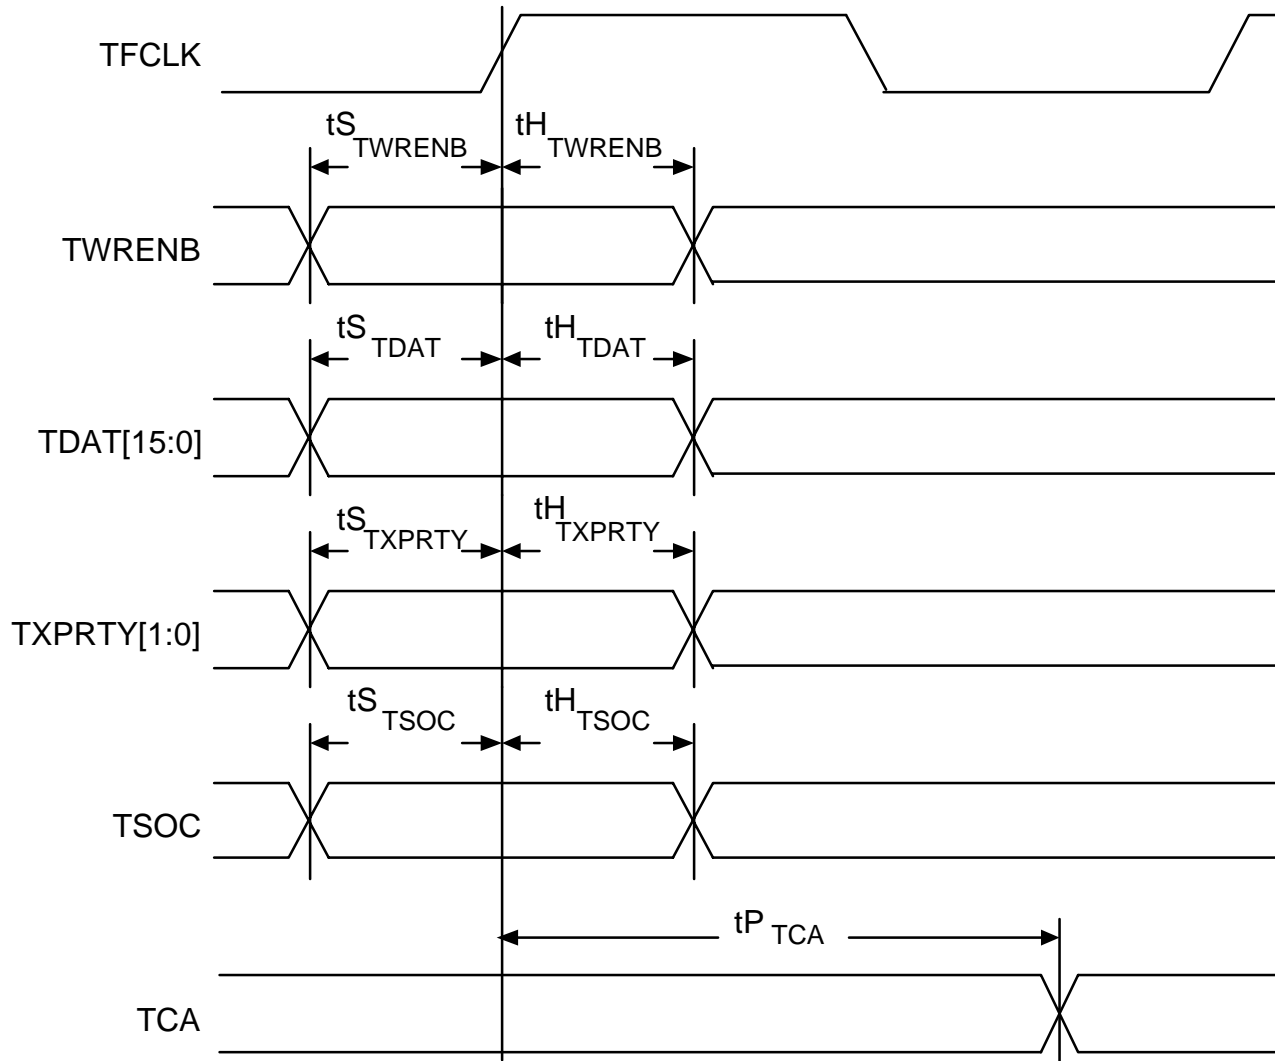 TFCLK
tS TWRENB tH TWRENB
TWRENB
tS TDAT tH TDAT
TDAT[15:0]
tS TXPRTY tH TXPRTY
TXPRTY[1:0]
tS TSOC tH TSOC
TSOC
tP TCA
TCA